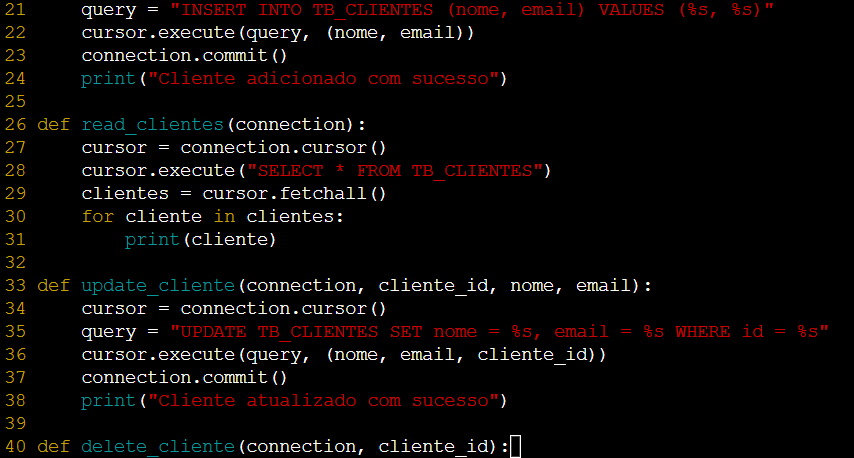 21     query = "INSERT INTO TB_CLIENTES (nome, email) VALUES (%s, %s)"
22     cursor.execute(query, (nome, email))
23     connection.commit()
24     print("Cliente adicionado com sucesso")
25
26 def read_clientes(connection):
27     cursor = connection.cursor()
28     cursor.execute("SELECT * FROM TB_CLIENTES")
29     clientes = cursor.fetchall()
30     for cliente in clientes:
31         print(cliente)
32
33 def update_cliente(connection, cliente_id, nome, email):
34     cursor = connection.cursor()
35     query = "UPDATE TB_CLIENTES SET nome = %s, email = %s WHERE id = %s"
36     cursor.execute(query, (nome, email, cliente_id))
37     connection.commit()
38     print("Cliente atualizado com sucesso")
39
40 def delete_cliente(connection, cliente_id):